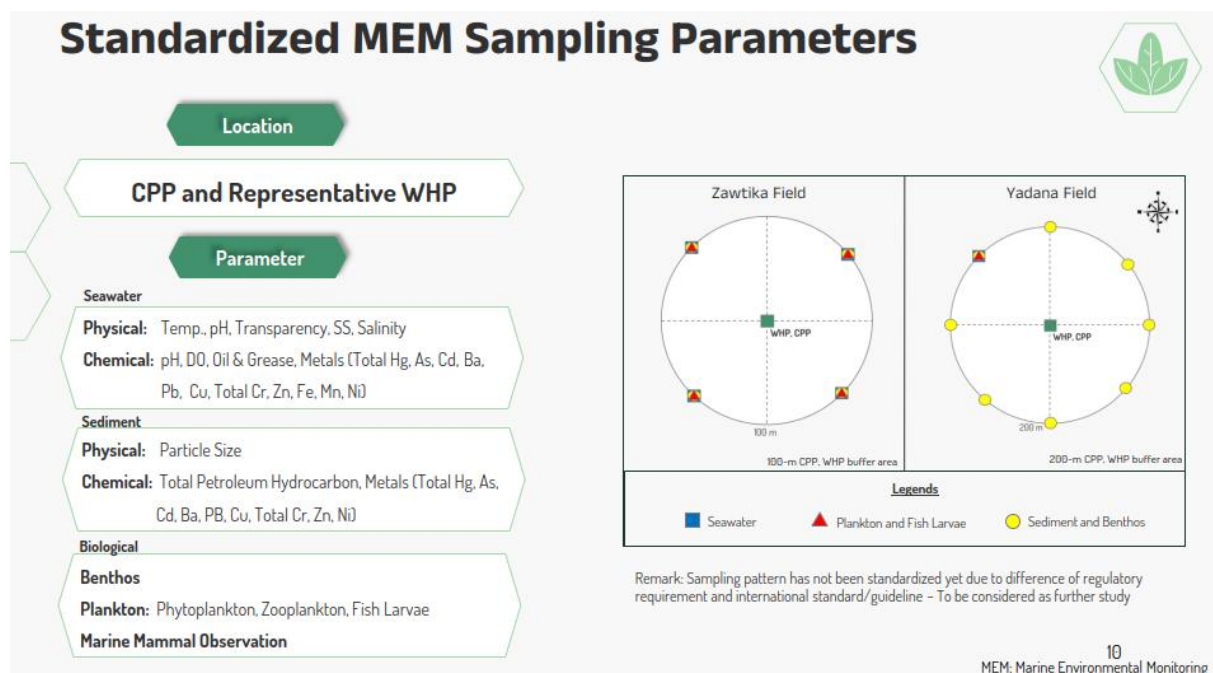 Standardized MEM Sampling Parameters
Location
CPP and Representative WHP
Parameter
Seawater
Physical: Temp., pH, Transparency, SS, Salinity
Chemical: pH, DO, Oil & Grease, Metals (Total Hg, As, Cd, Ba,
Pb, Cu, Total Cr, Zn, Fe, Mn, Ni)
Sediment
Physical: Particle Size
Chemical: Total Petroleum Hydrocarbon, Metals (Total Hg, As,
Cd, Ba, PB, Cu, Total Cr, Zn, Ni)
Biological
Benthos
Plankton: Phytoplankton, Zooplankton, Fish Larvae
Marine Mammal Observation
Zawtika Field
WHP, CPP
100 m
100-m CPP, WHP buffer area
Yadana Field
WHP, CPP
200 m
200-m CPP, WHP buffer area
Legends
Seawater
Plankton and Fish Larvae
Sediment and Benthos
Remark: Sampling pattern has not been standardized yet due to difference of regulatory
requirement and international standard/guideline – To be considered as further study
10
MEM: Marine Environmental Monitoring